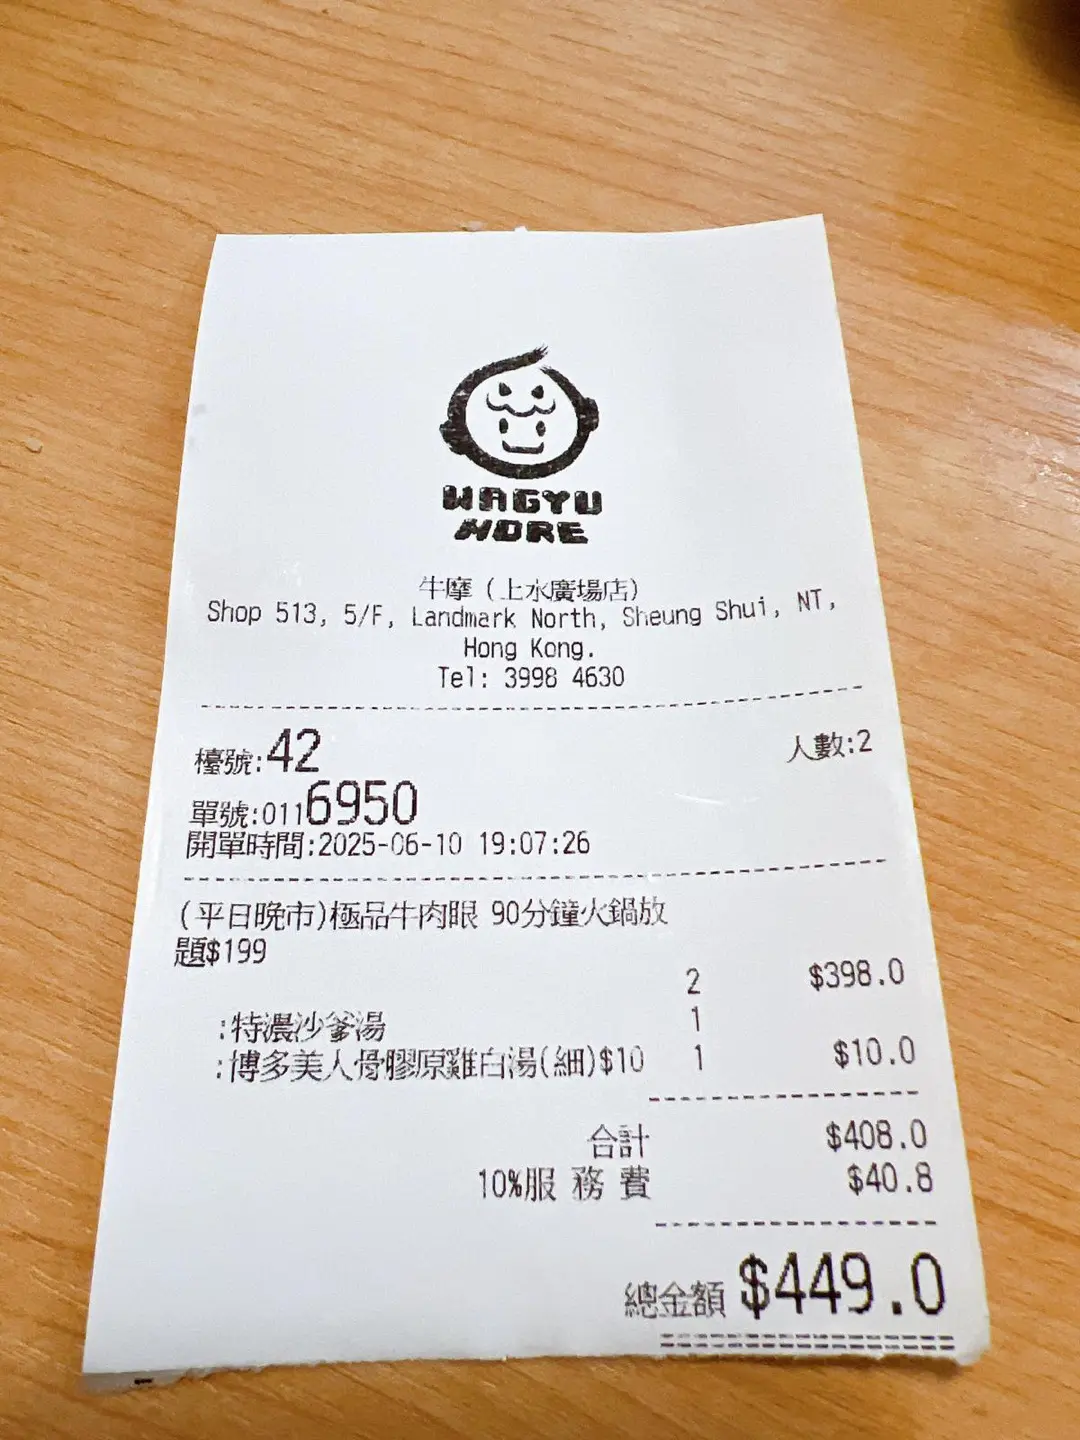 WAGYU
MORE
牛摩 (上水廣場店)
Shop 513, 5/F, Landmark North, Sheung Shui, NT,
Hong Kong.
Tel: 3998 4630
檯號:42 人數:2
單號:0116950
開單時間:2025-06-10 19:07:26
(平日晚市)極品牛肉眼 90分鐘火鍋放
題$199
2 $398.0
:特濃沙爹湯 1
:博多美人骨膠原雞白湯(細)$10 1 $10.0
合計 $408.0
10%服務費 $40.8
總金額 $449.0